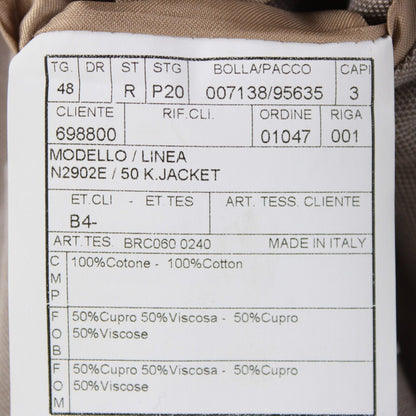 TG. DR ST STG BOLLA/PACCO CAPI
48 R P20 007138/95635 3
CLIENTE RIF.CLI. ORDINE RIGA
698800 01047 001
MODELLO / LINEA
N2902E / 50 K.JACKET
ET.CLI - ET TES ART. TESS. CLIENTE
B4-
ART.TES. BRC060 0240 MADE IN ITALY
CMP 100%Cotone - 100%Cotton
FOB 50%Cupro 50%Viscosa - 50%Cupro
50%Viscose
FOM 50%Cupro 50%Viscosa - 50%Cupro
50%Viscose